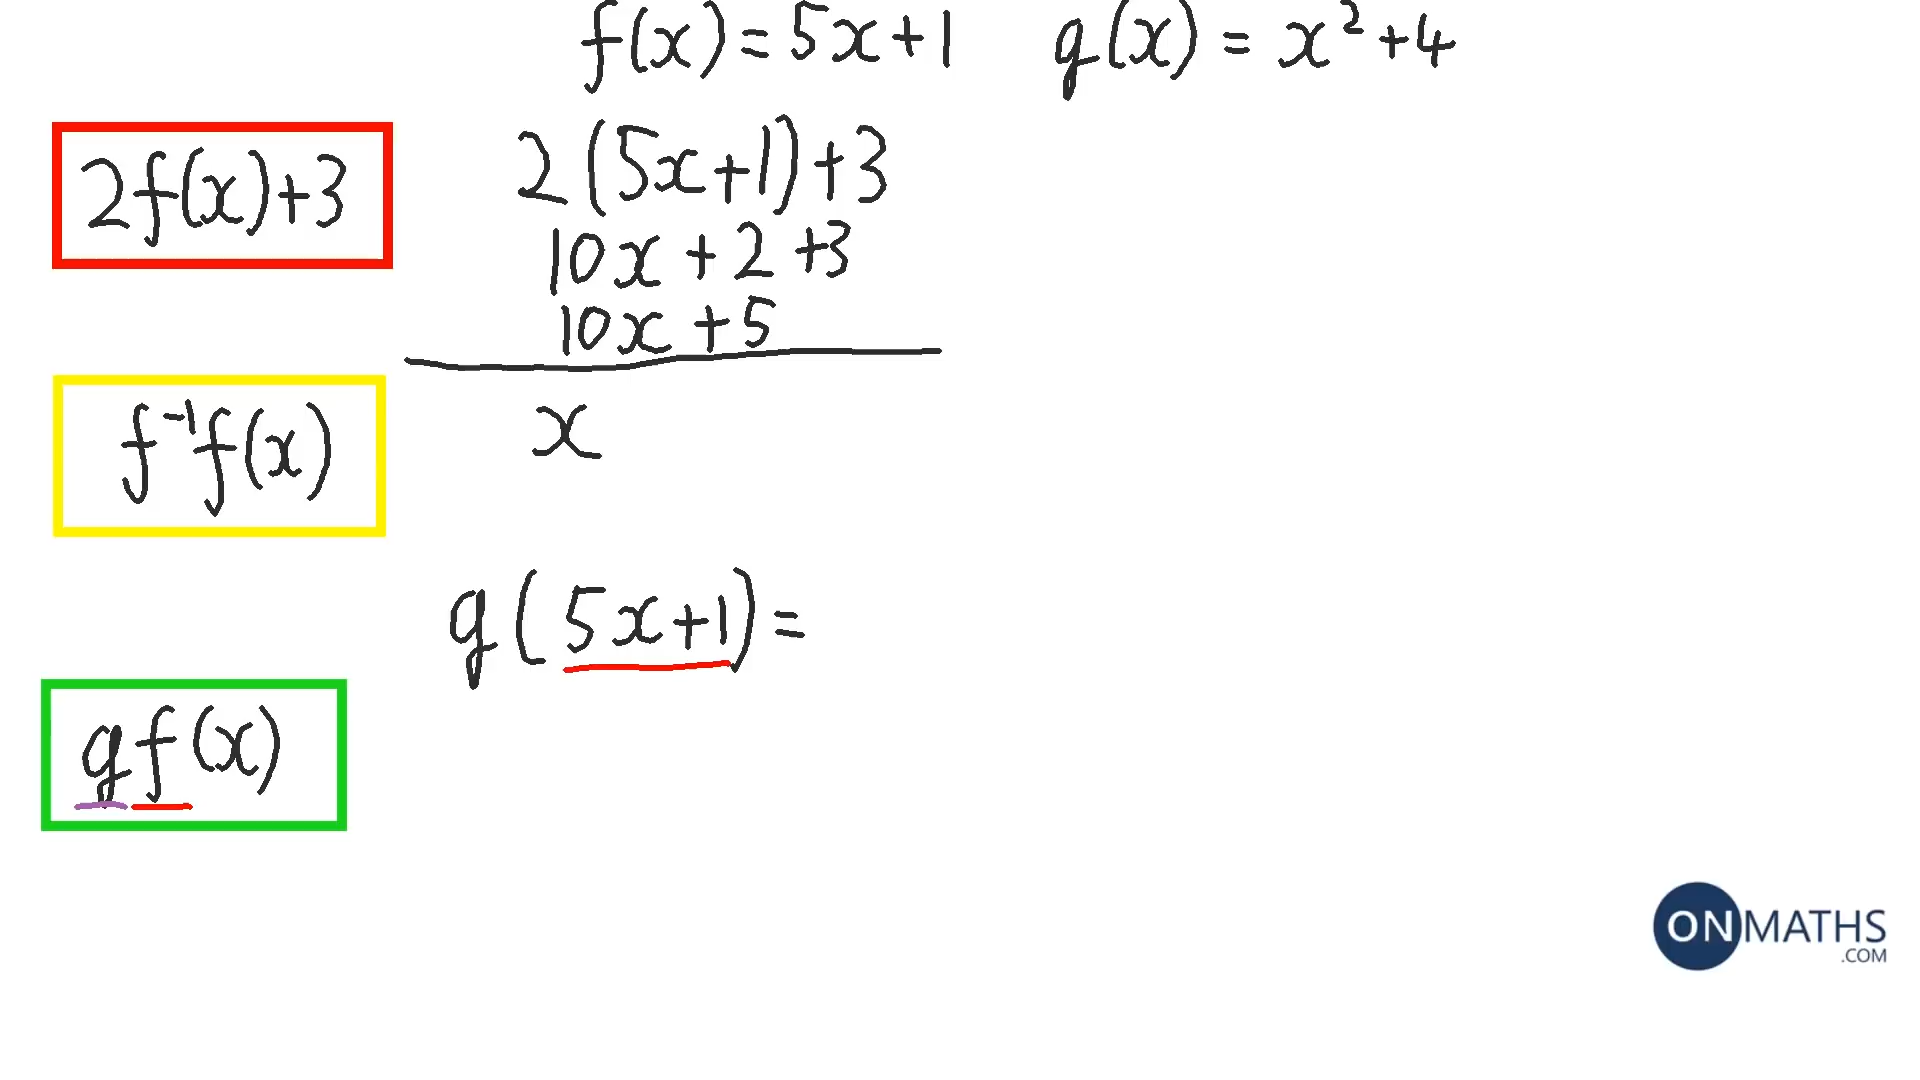 f(x) = 5x+1
g(x) = x²+4
2f(x)+3
2(5x+1)+3
10x+2+3
10x+5
f⁻¹f(x)
x
g(5x+1)=
gf(x)
ONMATHS
.COM